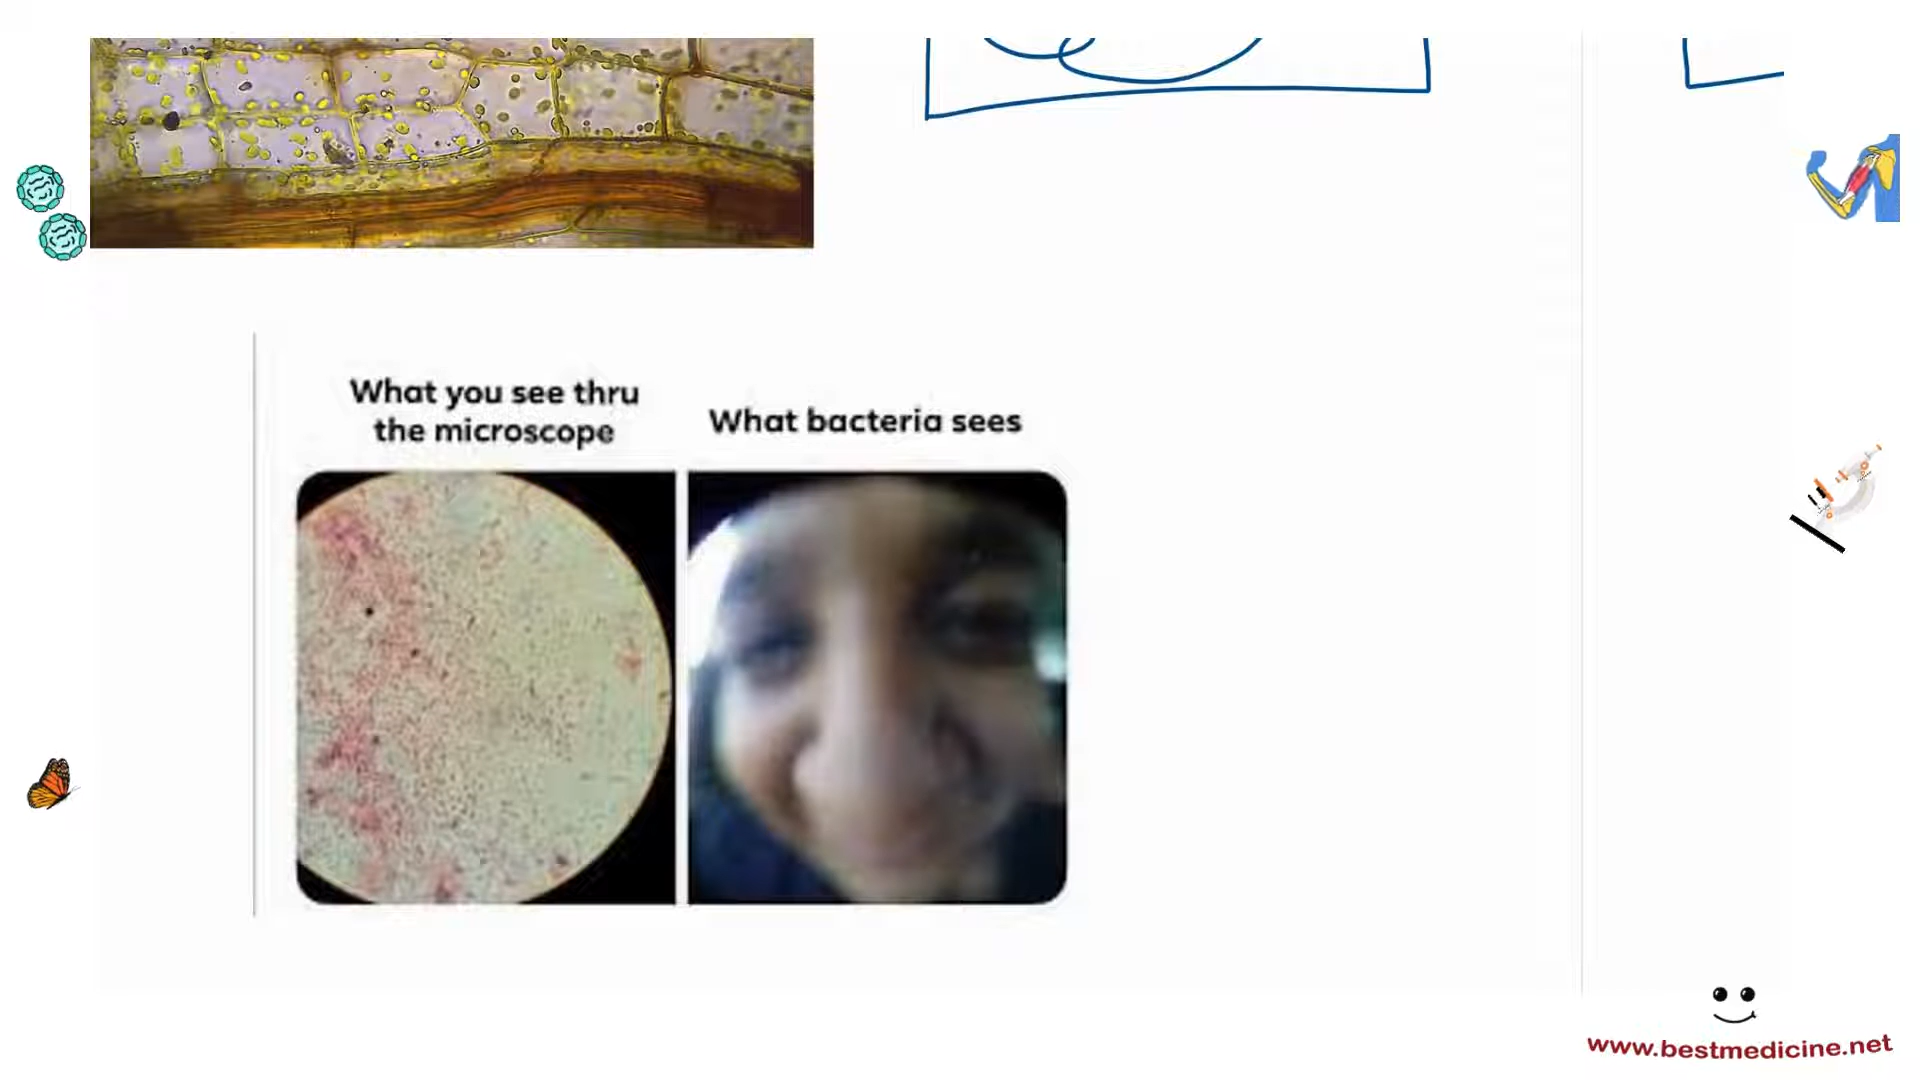 What you see thru
the microscope
What bacteria sees
www.bestmedicine.net